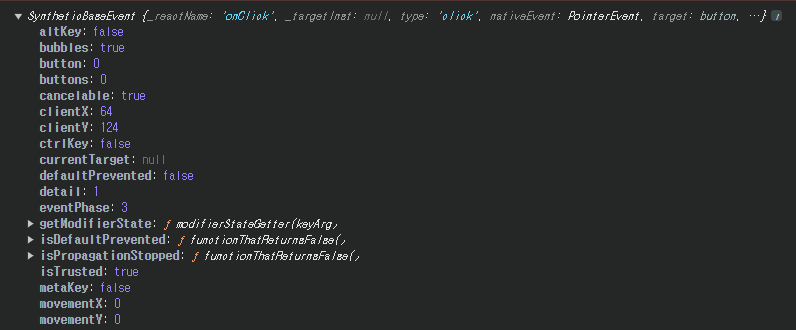 ▼ SyntheticBaseEvent {_reactName: 'onClick', _targetInst: null, type: 'click', nativeEvent: PointerEvent, target: button, …} i
altKey: false
bubbles: true
button: 0
buttons: 0
cancelable: true
clientX: 64
clientY: 124
ctrlKey: false
currentTarget: null
defaultPrevented: false
detail: 1
eventPhase: 3
▶ getModifierState: ƒ modifierStateGetter(keyArg)
▶ isDefaultPrevented: ƒ functionThatReturnsFalse()
▶ isPropagationStopped: ƒ functionThatReturnsFalse()
isTrusted: true
metaKey: false
movementX: 0
movementY: 0